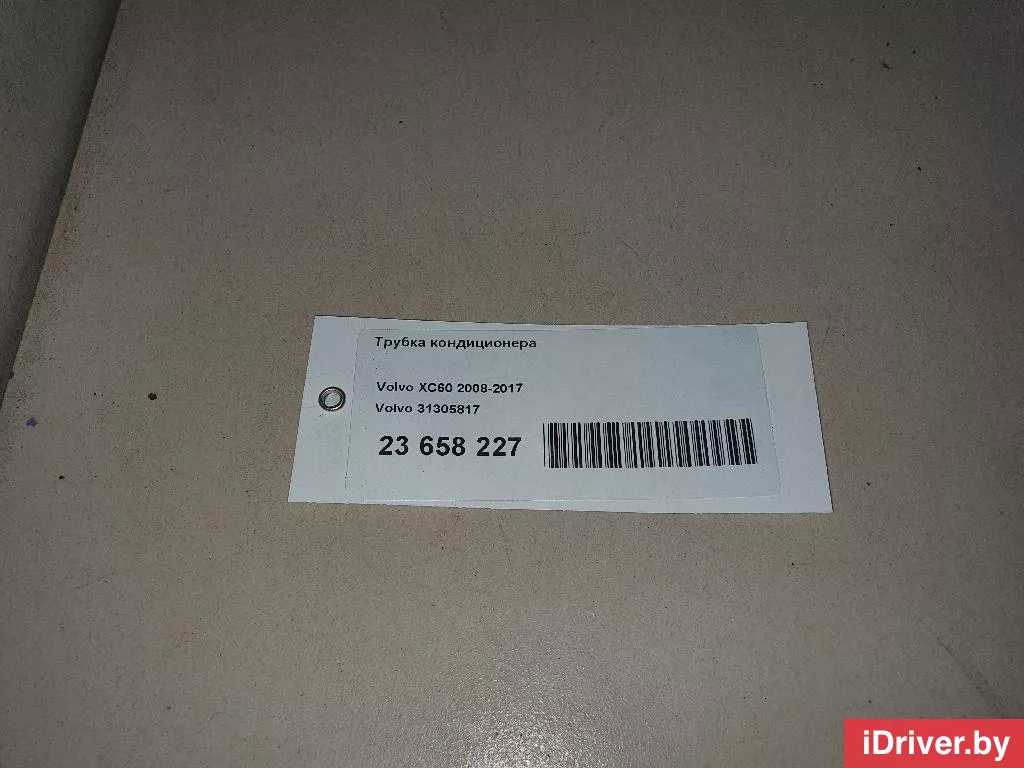 Трубка кондиционера
Volvo XC60 2008-2017
Volvo 31305817
23 658 227
iDriver.by